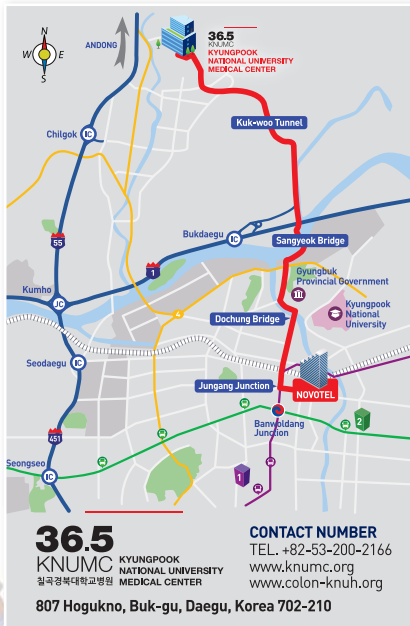 N
W
E
S
ANDONG
36.5
KNUMC
KYUNGPOOK
NATIONAL UNIVERSITY
MEDICAL CENTER
Kuk-woo Tunnel
Chilgok
IC
Bukdaegu
IC
Sangyeok Bridge
55
1
Gyungbuk
Provincial Government
Kumho
JC
Kyungpook
National
University
4
Dochung Bridge
Seodaegu
IC
Jungang Junction
NOVOTEL
Banwoldang
Junction
2
451
Seongseo
IC
1
36.5
KNUMC
칠곡경북대학교병원
KYUNGPOOK
NATIONAL UNIVERSITY
MEDICAL CENTER
CONTACT NUMBER
TEL. +82-53-200-2166
www.knumc.org
www.colon-knuh.org
807 Hogukno, Buk-gu, Daegu, Korea 702-210